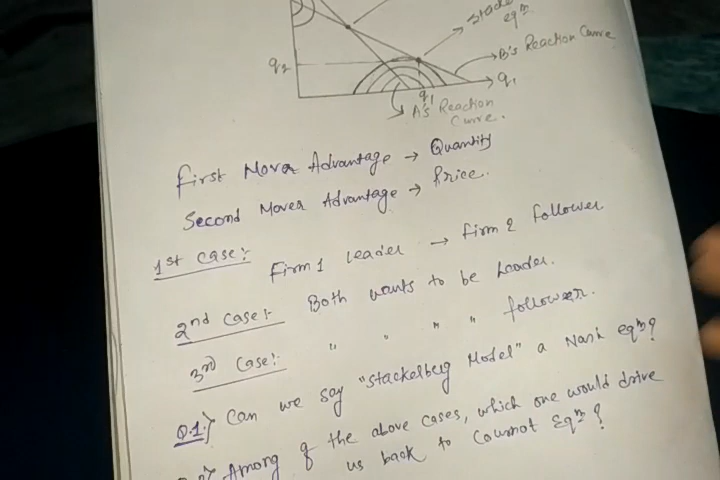 Stackel
eqm
q2
B's Reaction Curve
q1
q1
A's Reaction
Curve.
First Mover Advantage → Quantity
Second Mover Advantage → Price.
1st Case:- Firm 1 Leader → Firm 2 follower
2nd Case:- Both wants to be Leader.
3rd Case:- " " " " follower.
Q.1) Can we say "Stackelberg Model" a Nash eqm?
Among of the above cases, which one would drive
us back to Cournot Eqm?